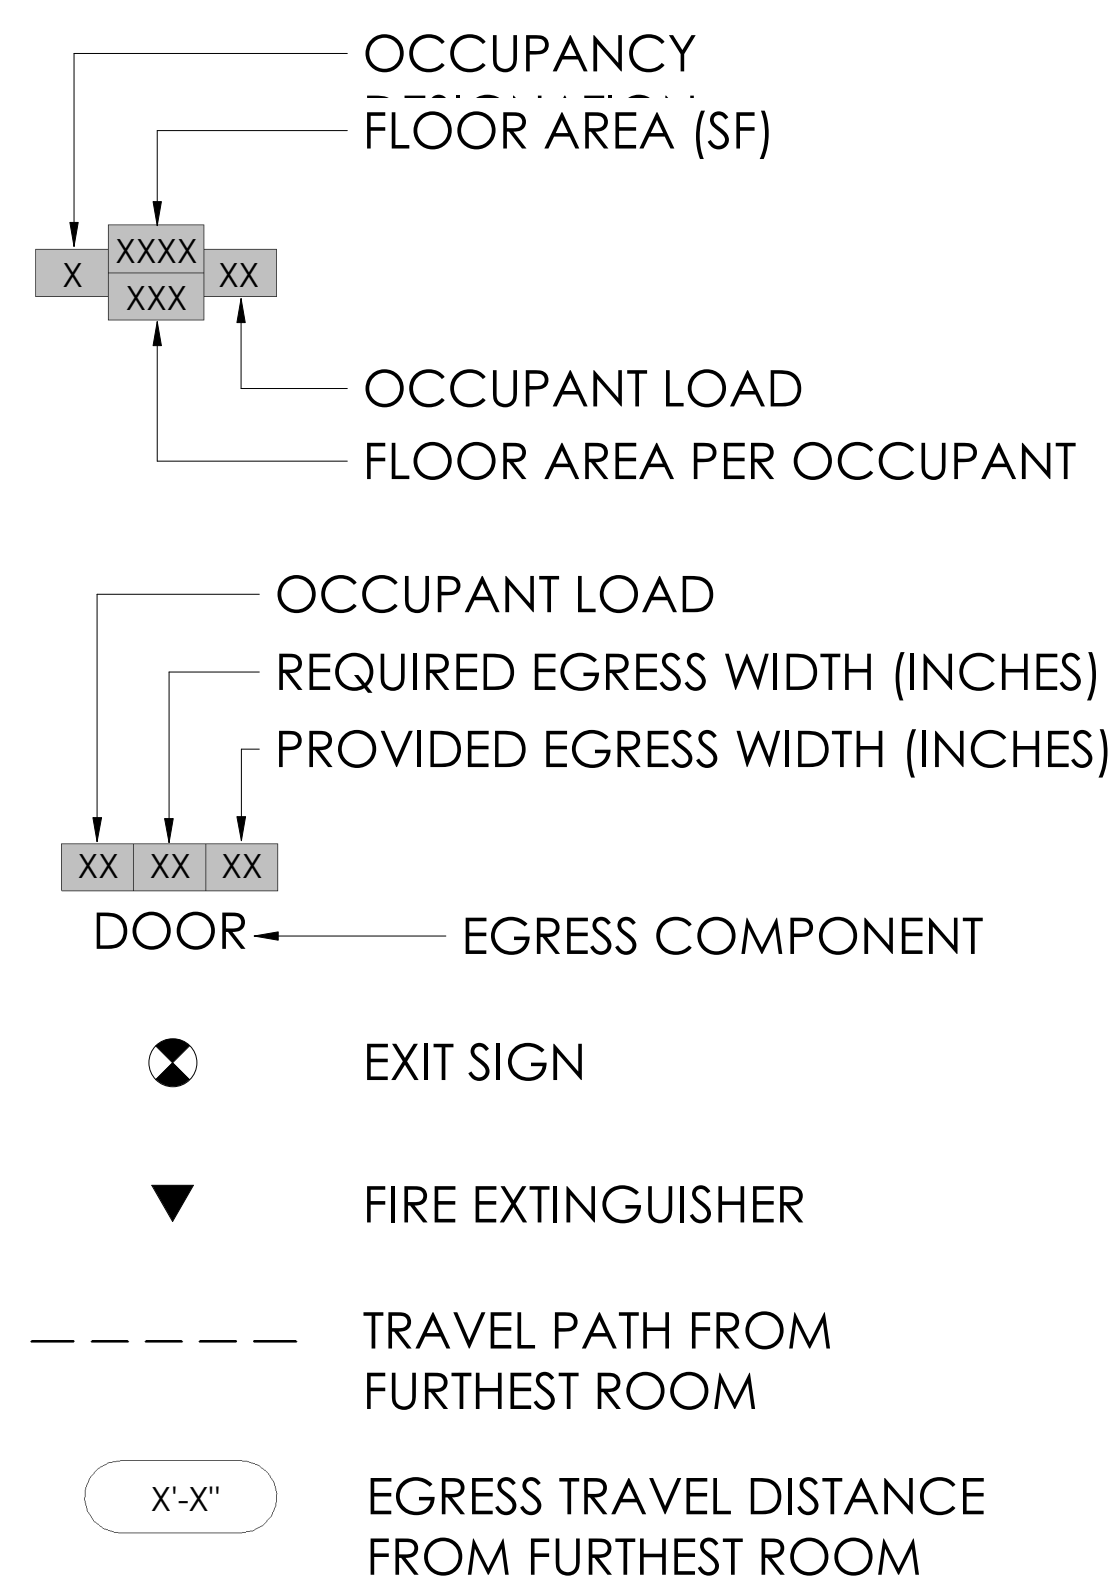 OCCUPANCY
DESIGNATION
FLOOR AREA (SF)
XXXX
X
XX
XXX
OCCUPANT LOAD
FLOOR AREA PER OCCUPANT
OCCUPANT LOAD
REQUIRED EGRESS WIDTH (INCHES)
PROVIDED EGRESS WIDTH (INCHES)
XX XX XX
DOOR
EGRESS COMPONENT
EXIT SIGN
FIRE EXTINGUISHER
TRAVEL PATH FROM
FURTHEST ROOM
X'-X"
EGRESS TRAVEL DISTANCE
FROM FURTHEST ROOM